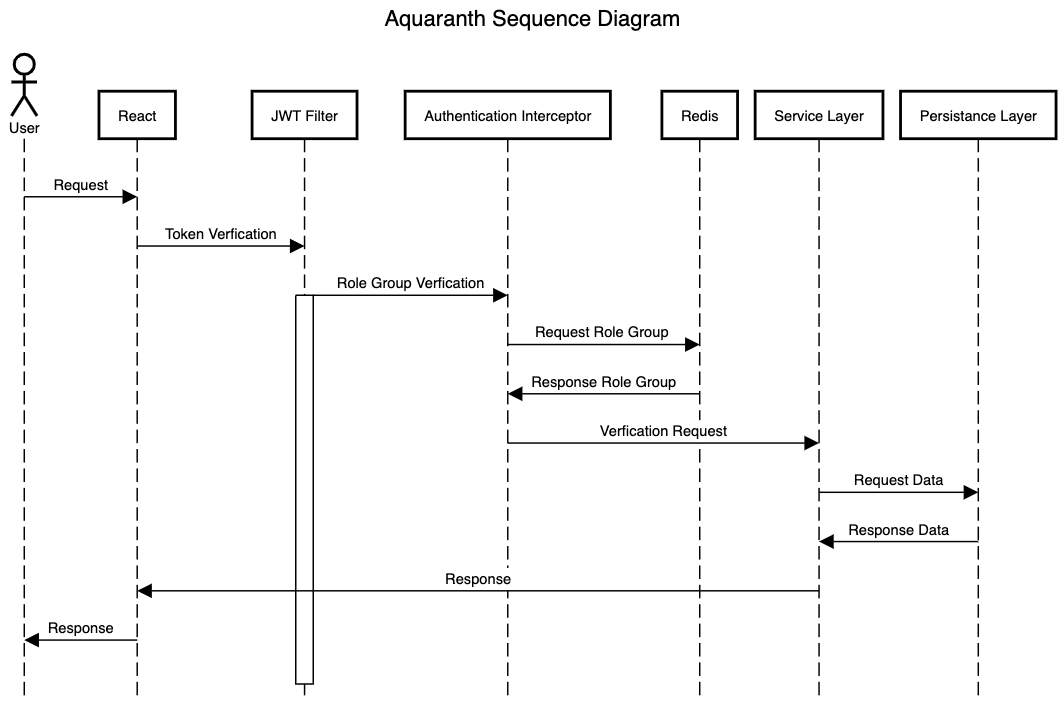 Aquaranth Sequence Diagram
User
React
JWT Filter
Authentication Interceptor
Redis
Service Layer
Persistance Layer
Request
Token Verfication
Role Group Verfication
Request Role Group
Response Role Group
Verfication Request
Request Data
Response Data
Response
Response